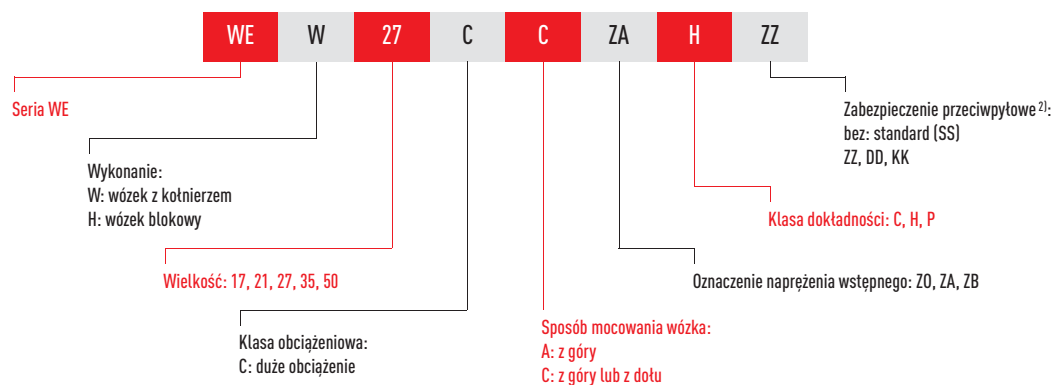 WE W 27 C C ZA H ZZ
Seria WE
Zabezpieczenie przeciwpyłowe 2):
bez: standard (SS)
ZZ, DD, KK
Wykonanie:
W: wózek z kołnierzem
H: wózek blokowy
Klasa dokładności: C, H, P
Wielkość: 17, 21, 27, 35, 50
Oznaczenie naprężenia wstępnego: Z0, ZA, ZB
Klasa obciążeniowa:
C: duże obciążenie
Sposób mocowania wózka:
A: z góry
C: z góry lub z dołu